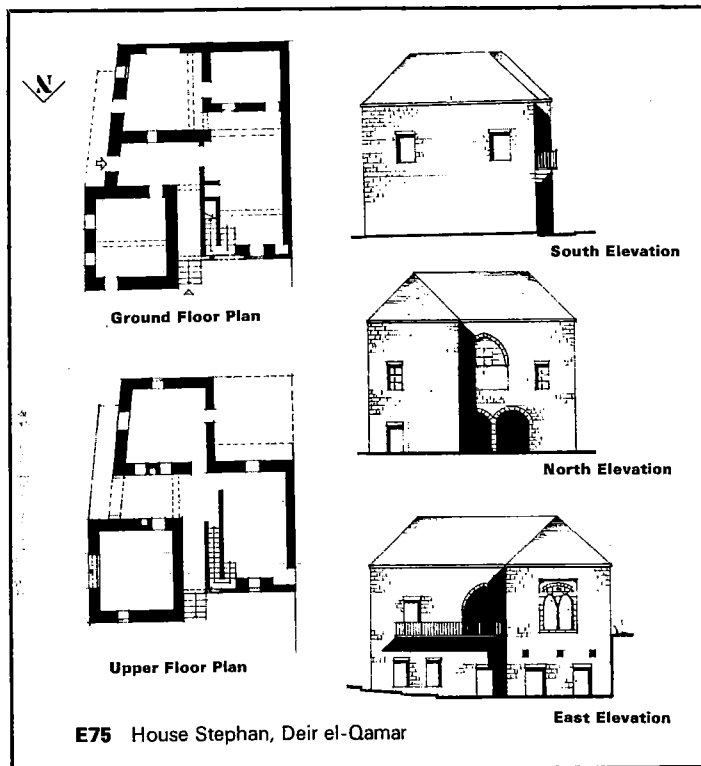 N
South Elevation
Ground Floor Plan
North Elevation
Upper Floor Plan
East Elevation
E75 House Stephan, Deir el-Qamar